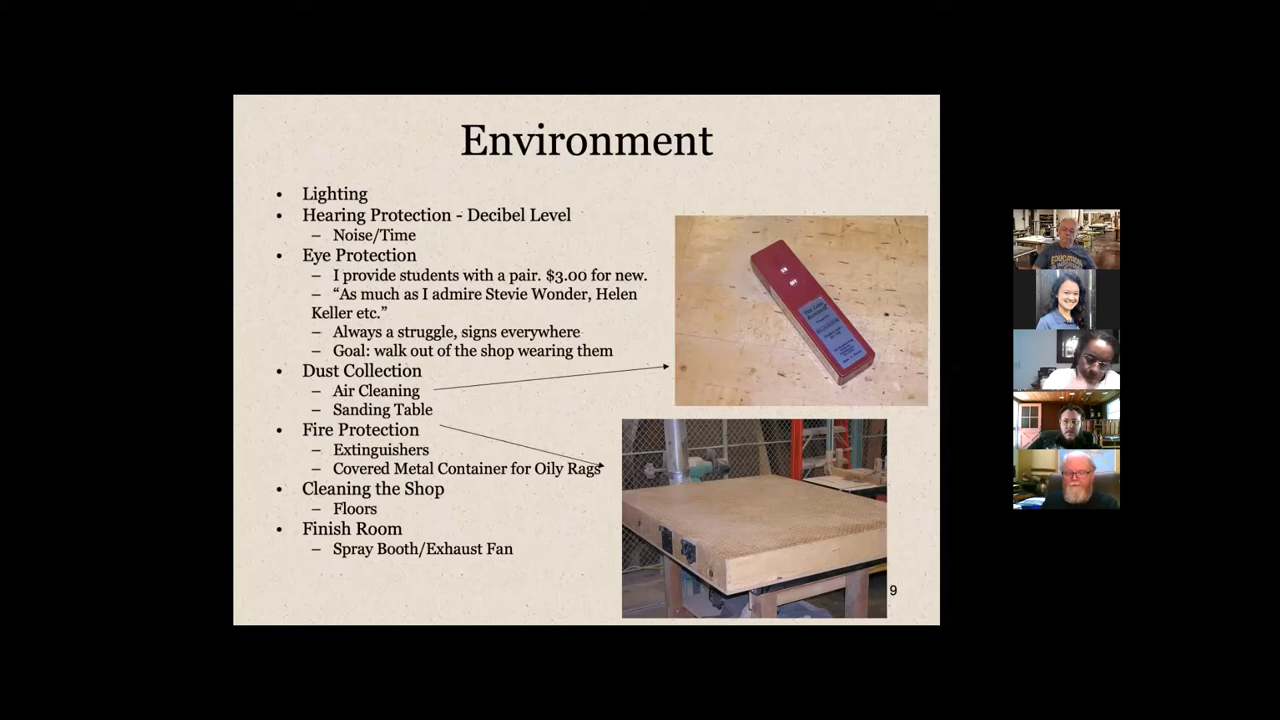 Environment
• Lighting
• Hearing Protection - Decibel Level
– Noise/Time
• Eye Protection
– I provide students with a pair. $3.00 for new.
– “As much as I admire Stevie Wonder, Helen
Keller etc.”
– Always a struggle, signs everywhere
– Goal: walk out of the shop wearing them
• Dust Collection
– Air Cleaning
– Sanding Table
• Fire Protection
– Extinguishers
– Covered Metal Container for Oily Rags
• Cleaning the Shop
– Floors
• Finish Room
– Spray Booth/Exhaust Fan
ON
OFF
9